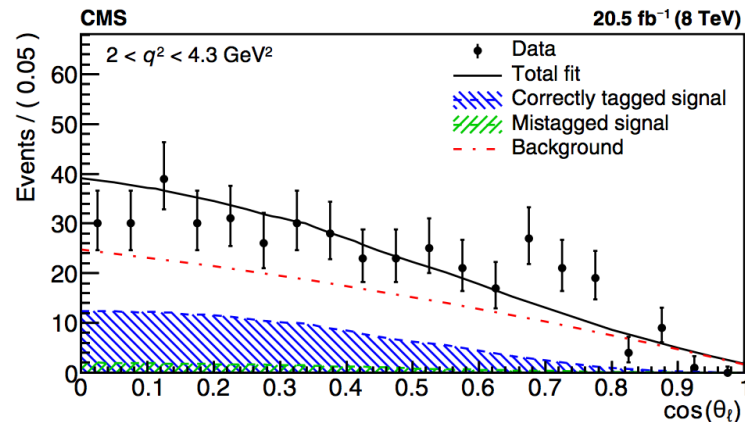 CMS 20.5 fb⁻¹ (8 TeV)
2 < q² < 4.3 GeV²
Data
Total fit
Correctly tagged signal
Mistagged signal
Background
Events / ( 0.05 )
60
50
40
30
20
10
0
0 0.1 0.2 0.3 0.4 0.5 0.6 0.7 0.8 0.9 1
cos(θℓ)